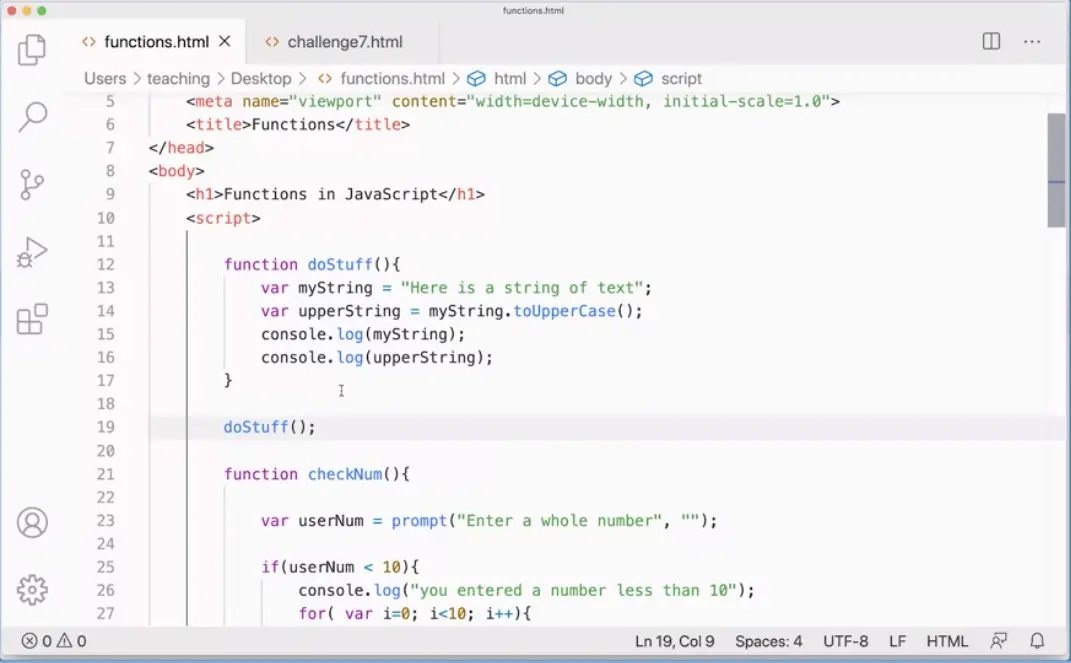 functions.html
functions.html
challenge7.html
Users > teaching > Desktop > functions.html > html > body > script
5 <meta name="viewport" content="width=device-width, initial-scale=1.0">
6 <title>Functions</title>
7 </head>
8 <body>
9 <h1>Functions in JavaScript</h1>
10 <script>
11
12 function doStuff(){
13 var myString = "Here is a string of text";
14 var upperString = myString.toUpperCase();
15 console.log(myString);
16 console.log(upperString);
17 }
18
19 doStuff();
20
21 function checkNum(){
22
23 var userNum = prompt("Enter a whole number", "");
24
25 if(userNum < 10){
26 console.log("you entered a number less than 10");
27 for( var i=0; i<10; i++){
0 0 Ln 19, Col 9 Spaces: 4 UTF-8 LF HTML